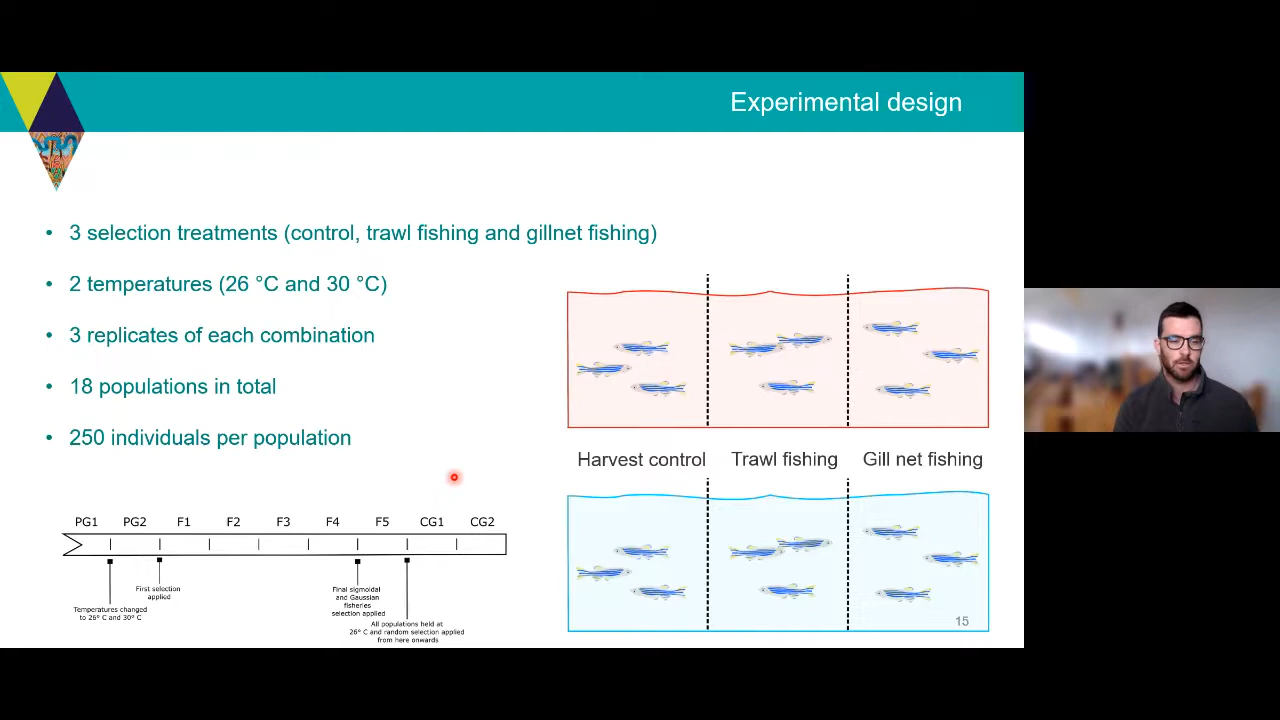 Experimental design
• 3 selection treatments (control, trawl fishing and gillnet fishing)
• 2 temperatures (26 °C and 30 °C)
• 3 replicates of each combination
• 18 populations in total
• 250 individuals per population
Harvest control Trawl fishing Gill net fishing
PG1 PG2 F1 F2 F3 F4 F5 CG1 CG2
First selection
applied
Temperatures changed
to 26° C and 30° C
Final sigmoidal
and Gaussian
fisheries
selection applied
All populations held at
26° C and random selection applied
from here onwards
15